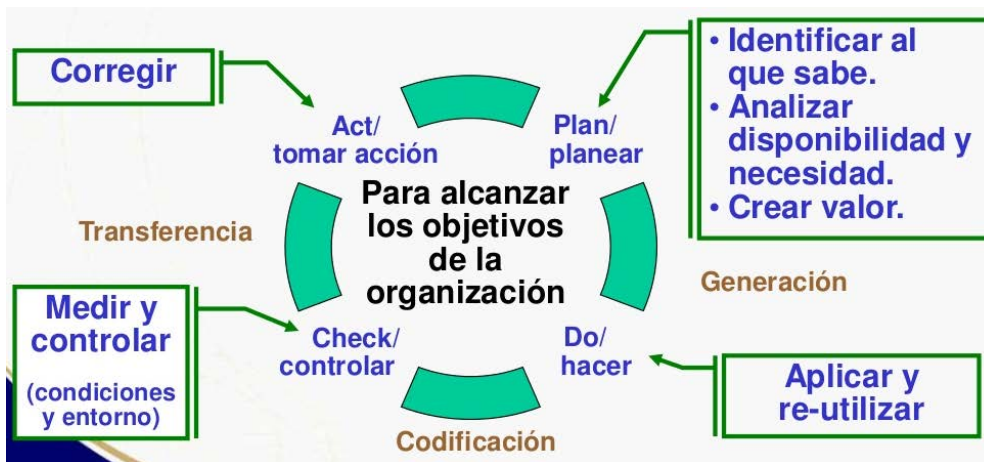 Corregir
• Identificar al
que sabe.
• Analizar
disponibilidad y
necesidad.
• Crear valor.
Act/
tomar acción
Plan/
planear
Para alcanzar
los objetivos
de la
organización
Transferencia
Generación
Medir y
controlar
(condiciones
y entorno)
Check/
controlar
Do/
hacer
Aplicar y
re-utilizar
Codificación